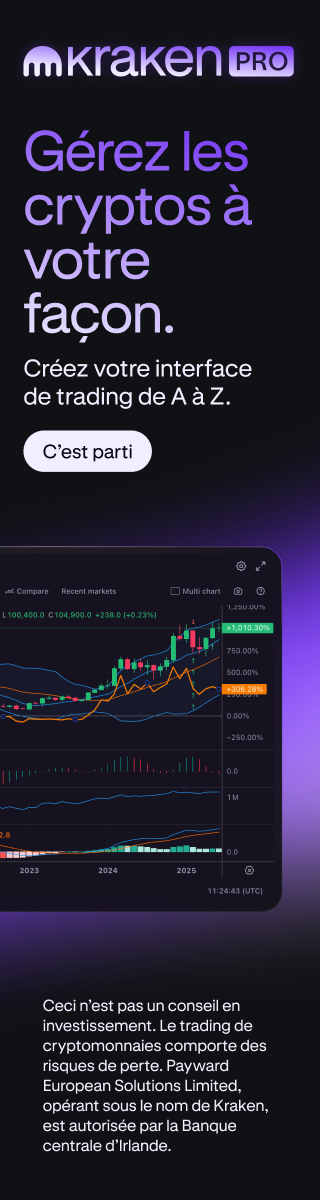 kraken PRO
Gérez les
cryptos à
votre
façon.
Créez votre interface
de trading de A à Z.
C'est parti
Compare Recent markets Multi chart
1,250.00%
L 100,400.0 C 104,900.0 +238.0 (+0.23%)
+1,010.30%
750.00%
500.00%
+306.28%
250.00%
0.00%
−250.00%
0.0
1 M
2.8
0.0
2023 2024 2025
11:24:43 (UTC)
Ceci n'est pas un conseil en
investissement. Le trading de
cryptomonnaies comporte des
risques de perte. Payward
European Solutions Limited,
opérant sous le nom de Kraken,
est autorisée par la Banque
centrale d'Irlande.